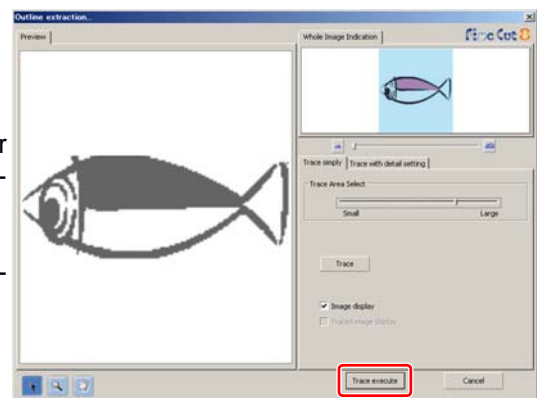 Outline extraction...
Preview
Whole Image Indication
Fine Cut 8
r
Trace simply
Trace with detail setting
Trace Area Select
Small
Large
Trace
Image display
Traced image display
Trace execute
Cancel